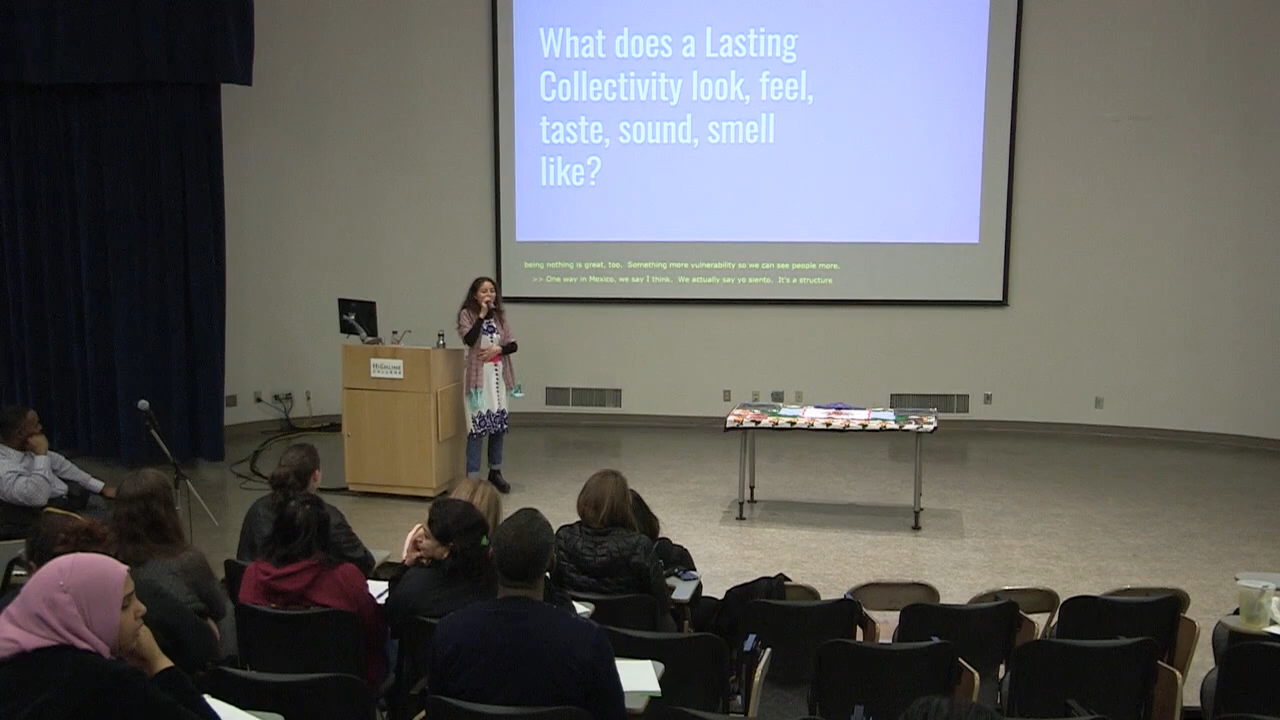 What does a Lasting
Collectivity look, feel,
taste, sound, smell
like?
being nothing is great, too. Something more vulnerability so we can see people more.
>> One way in Mexico, we say I think. We actually say yo siento. It's a structure
HIGHLINE
COLLEGE